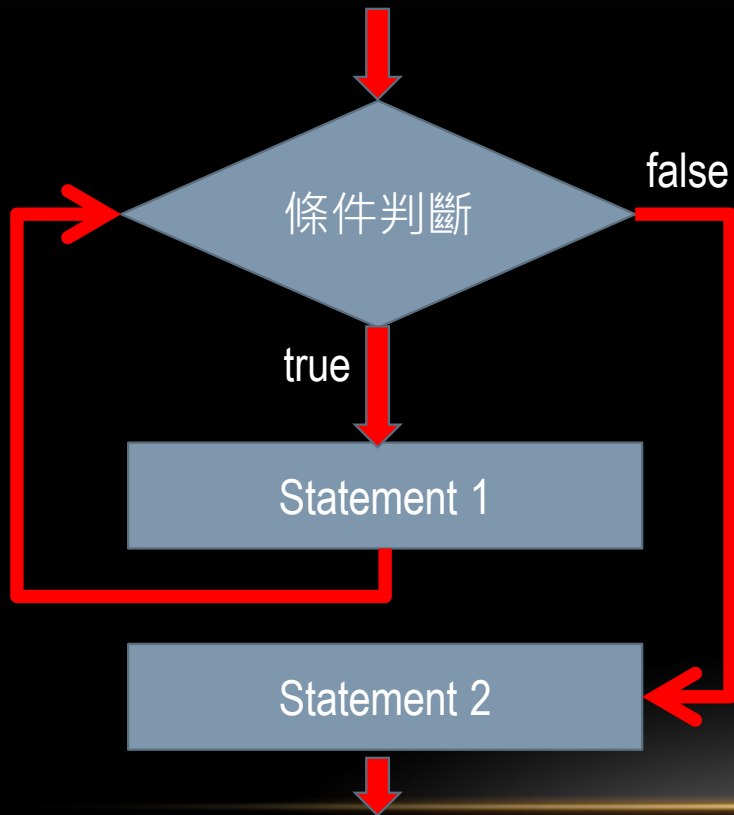 條件判斷
false
true
Statement 1
Statement 2